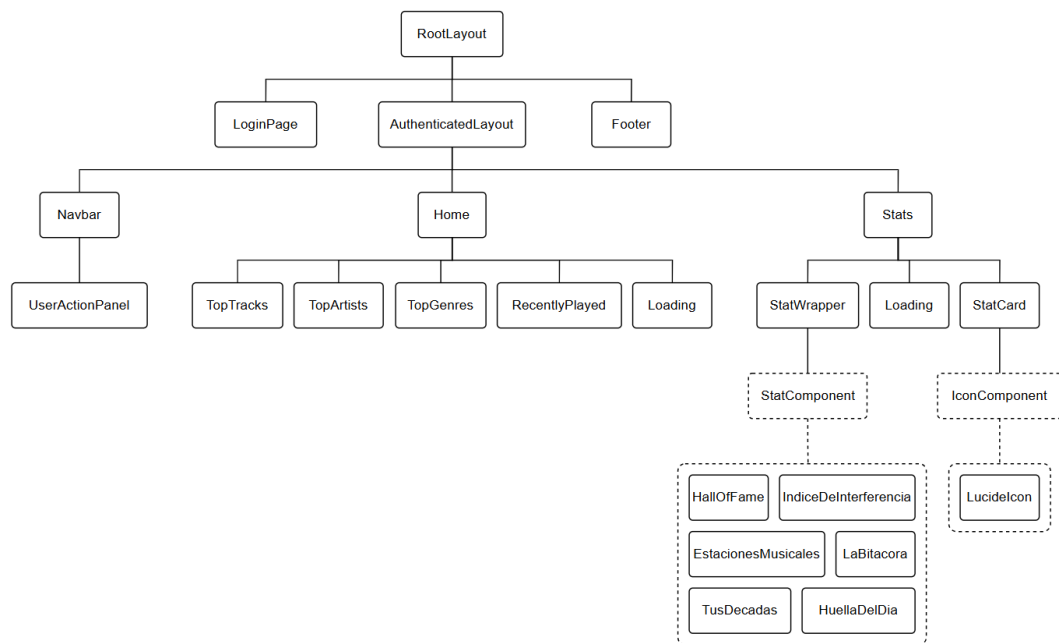 RootLayout
LoginPage
AuthenticatedLayout
Footer
Navbar
Home
Stats
UserActionPanel
TopTracks
TopArtists
TopGenres
RecentlyPlayed
Loading
StatWrapper
Loading
StatCard
StatComponent
IconComponent
HallOfFame
IndiceDeInterferencia
LucideIcon
EstacionesMusicales
LaBitacora
TusDecadas
HuellaDelDia